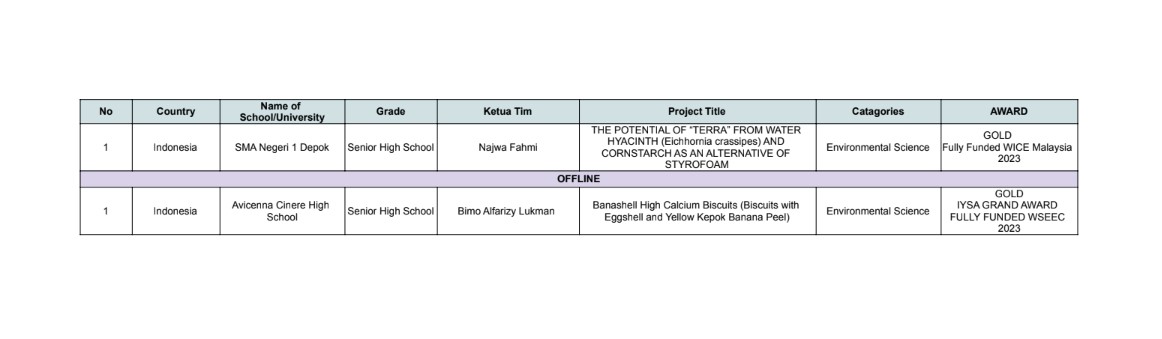 No Country Name of School/University Grade Ketua Tim Project Title Catagories AWARD
1 Indonesia SMA Negeri 1 Depok Senior High School Najwa Fahmi THE POTENTIAL OF "TERRA" FROM WATER HYACINTH (Eichhornia crassipes) AND CORNSTARCH AS AN ALTERNATIVE OF STYROFOAM Environmental Science GOLD Fully Funded WICE Malaysia 2023
OFFLINE
1 Indonesia Avicenna Cinere High School Senior High School Bimo Alfarizy Lukman Banashell High Calcium Biscuits (Biscuits with Eggshell and Yellow Kepok Banana Peel) Environmental Science GOLD IYSA GRAND AWARD FULLY FUNDED WSEEC 2023